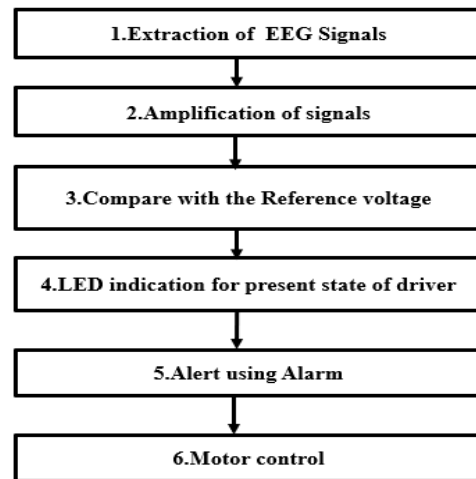 1.Extraction of EEG Signals
2.Amplification of signals
3.Compare with the Reference voltage
4.LED indication for present state of driver
5.Alert using Alarm
6.Motor control